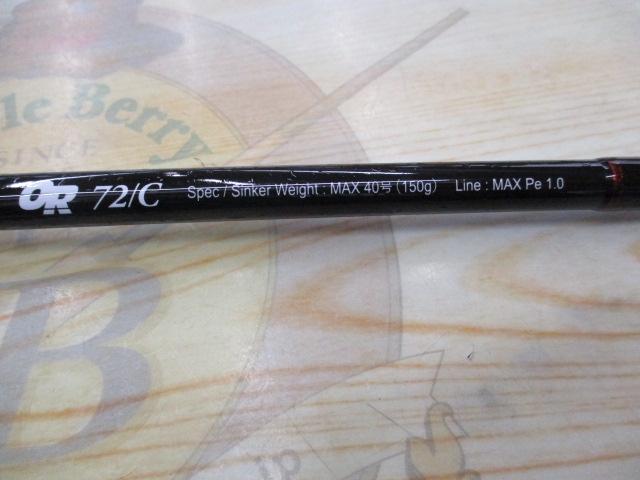 le Berry
SINCE
OR 72/C Spec / Sinker Weight : MAX 40号 (150g) Line : MAX Pe 1.0
B